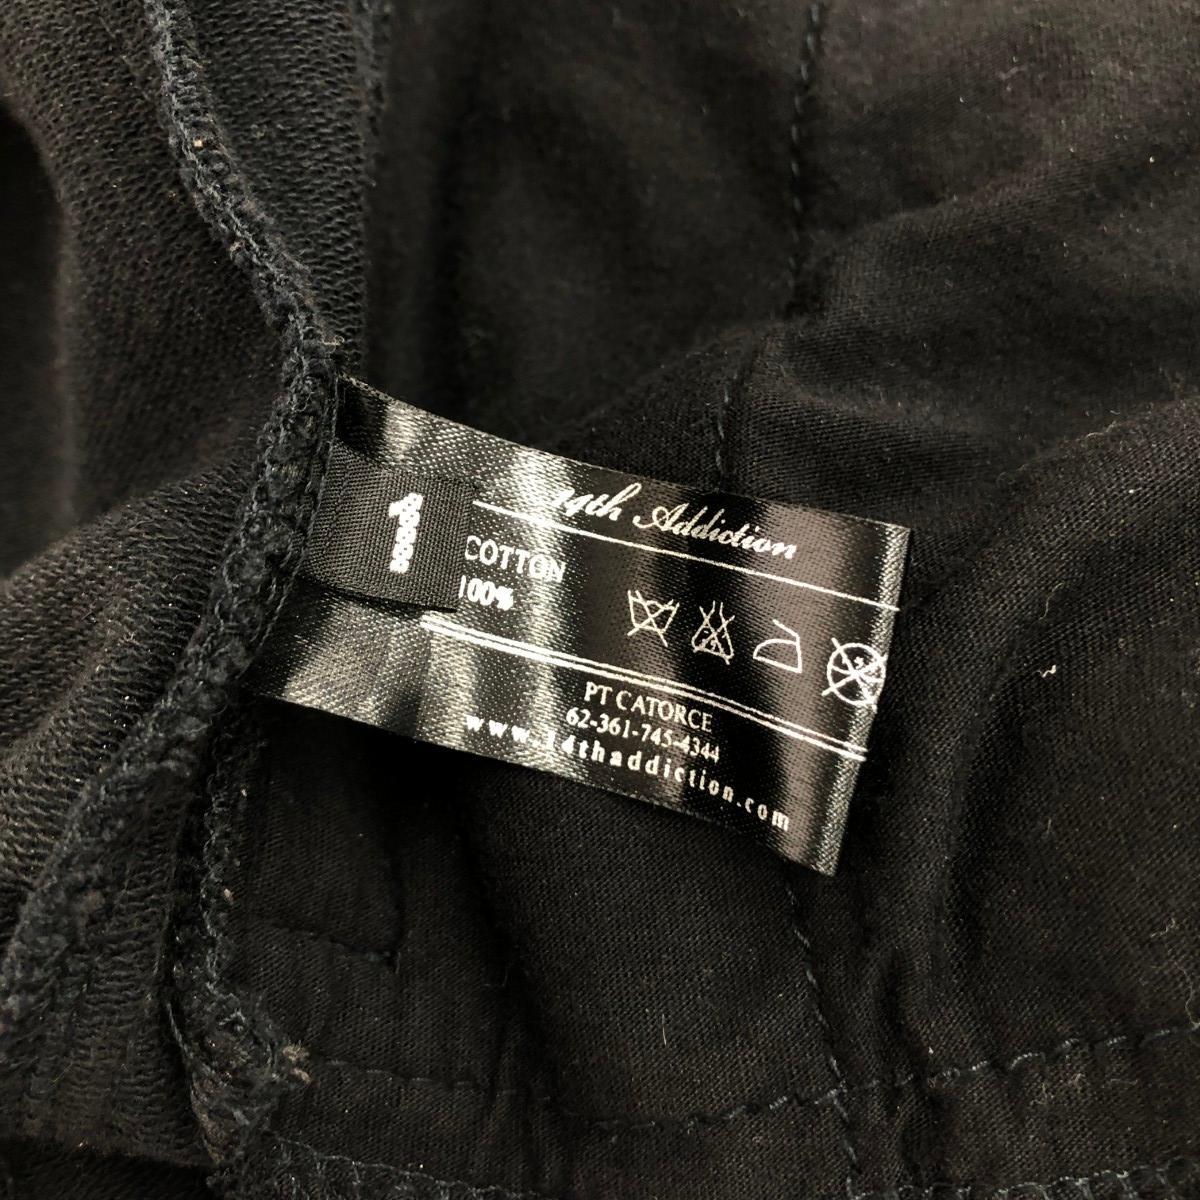 1
14th Addiction
COTTON
100%
PT CATORCE
62-361-745-4344
www.14thaddiction.com